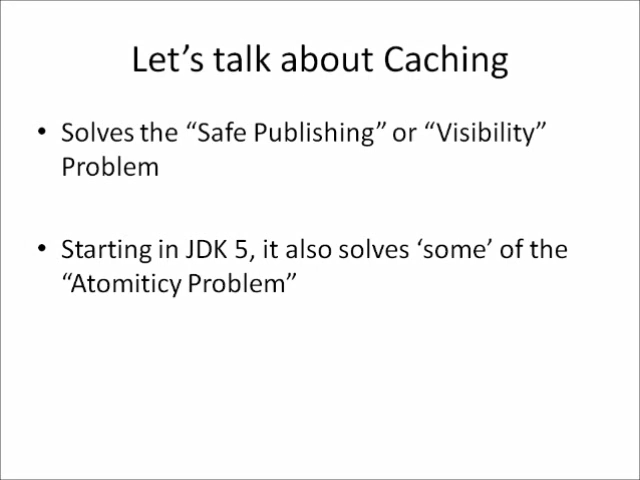 Let’s talk about Caching
• Solves the “Safe Publishing” or “Visibility”
Problem
• Starting in JDK 5, it also solves ‘some’ of the
“Atomiticy Problem”